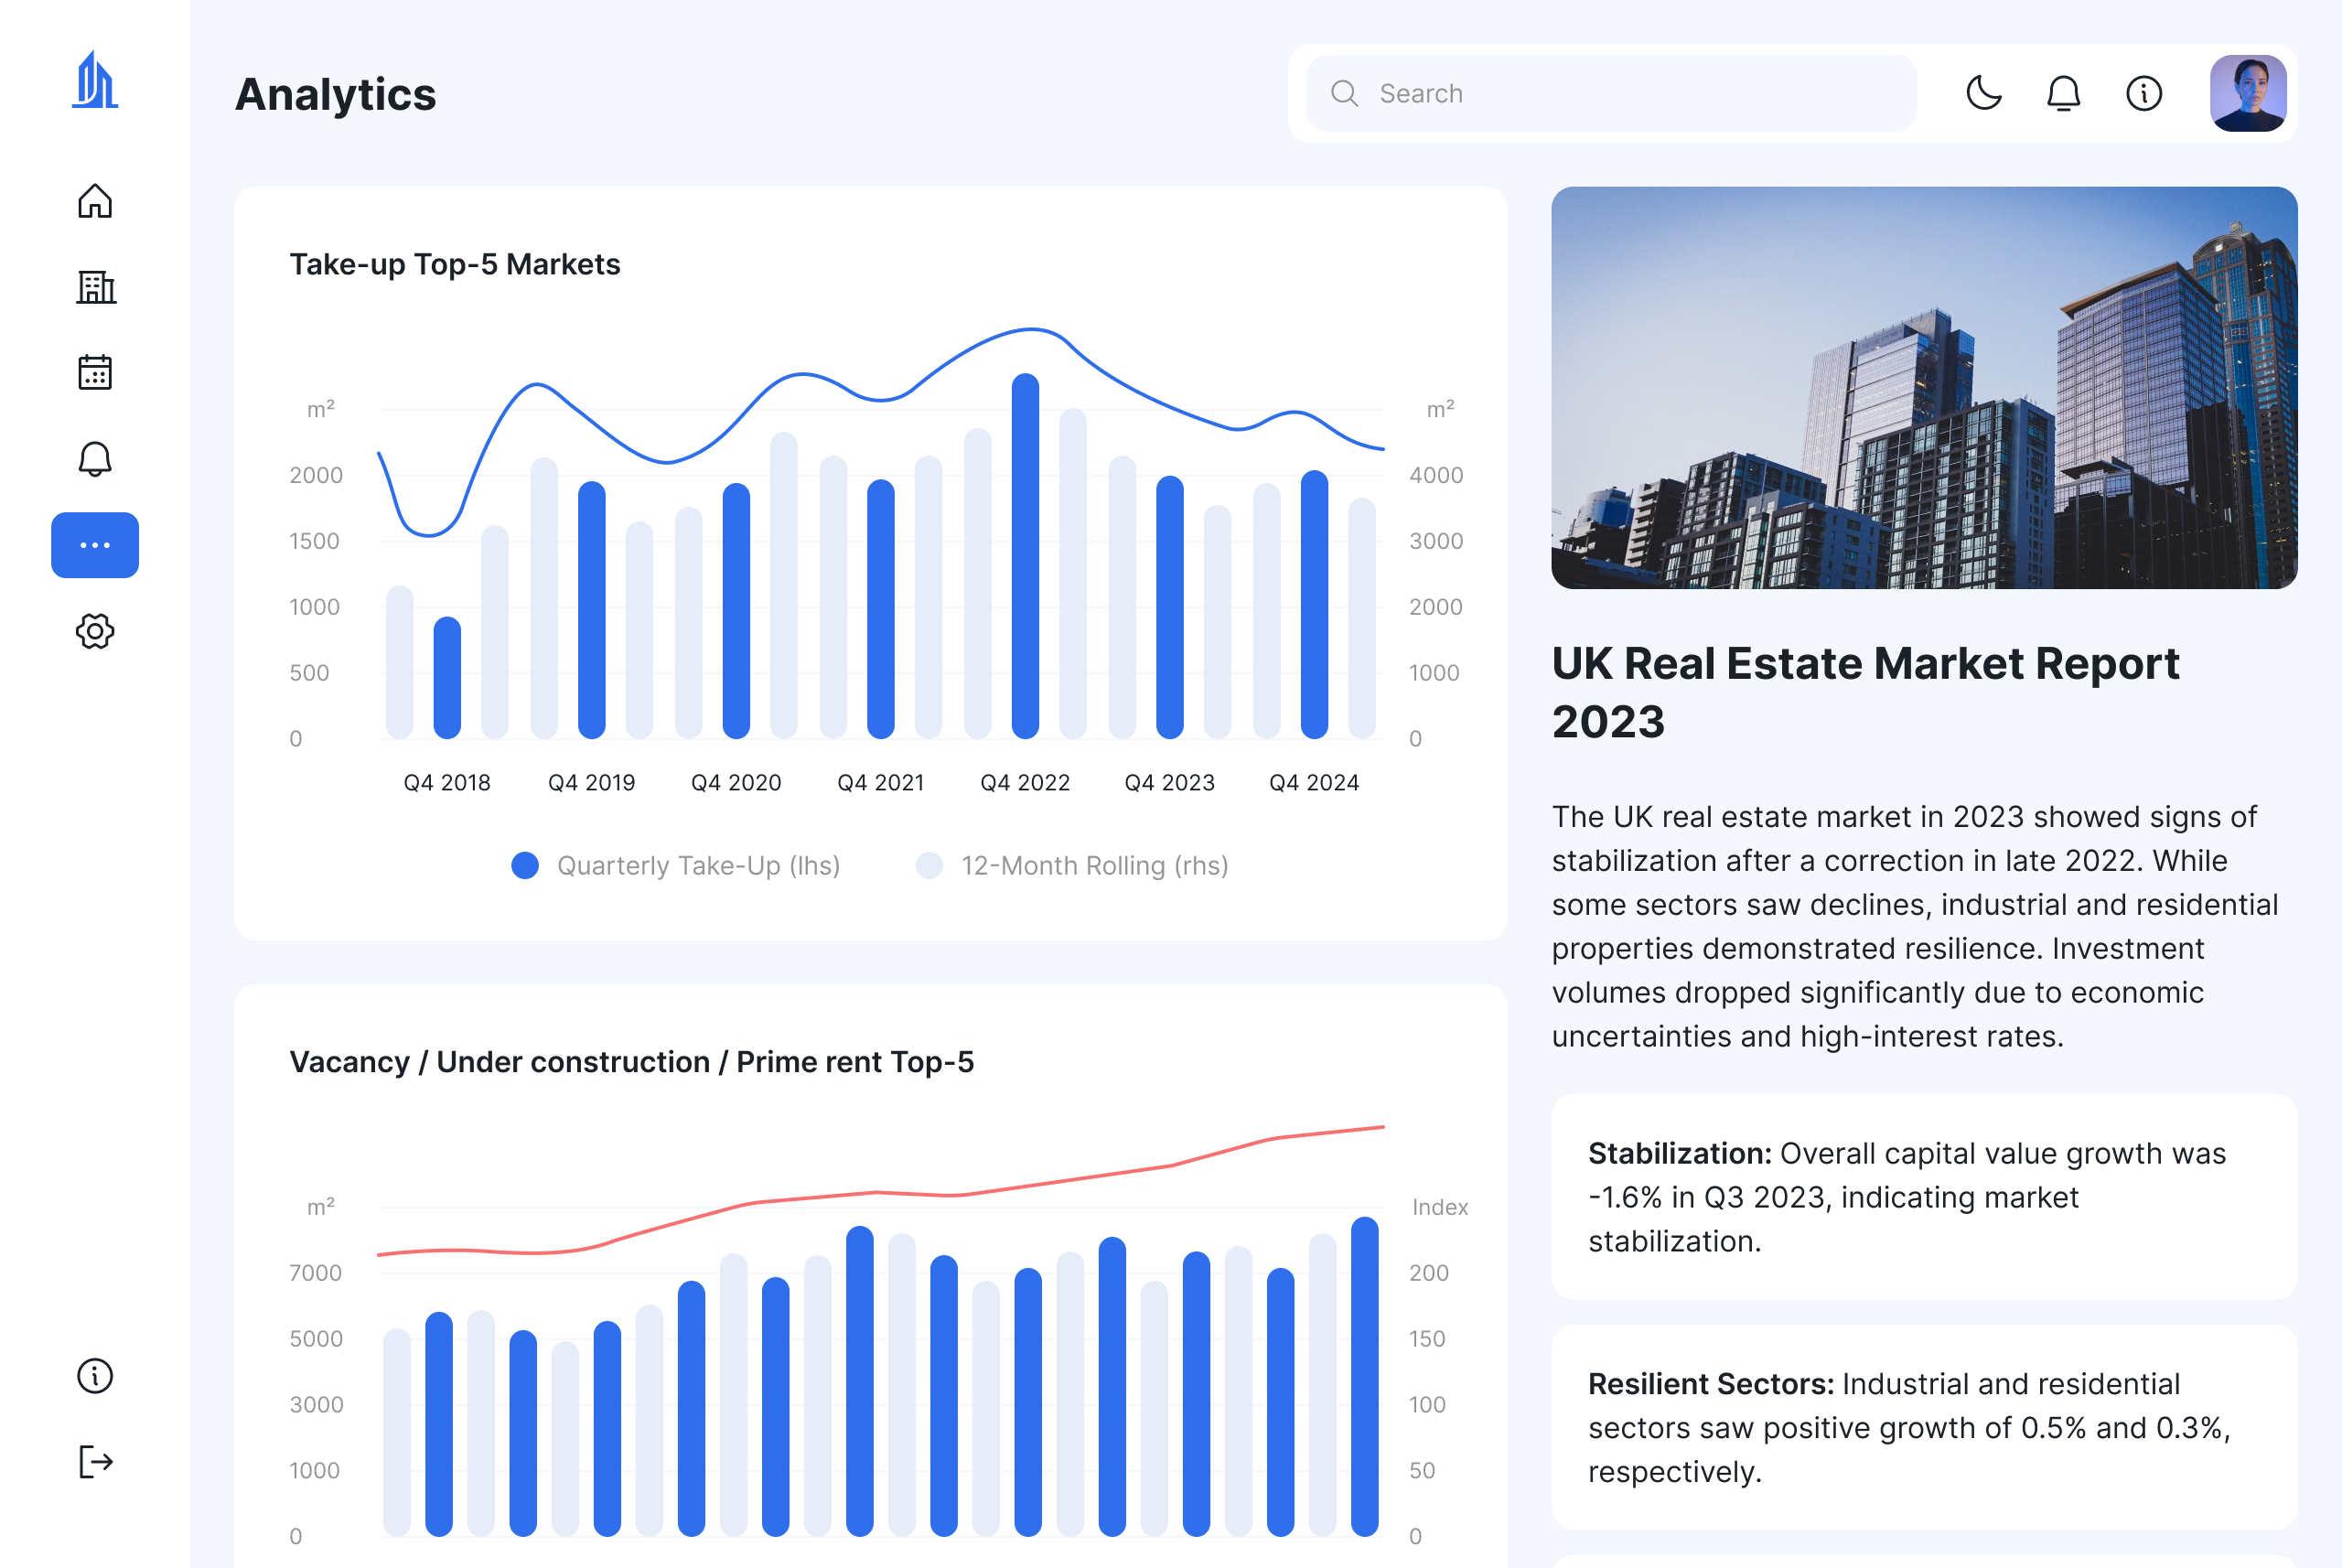 Analytics
Search
Take-up Top-5 Markets
m²
2000
1500
1000
500
0
m²
4000
3000
2000
1000
0
Q4 2018 Q4 2019 Q4 2020 Q4 2021 Q4 2022 Q4 2023 Q4 2024
Quarterly Take-Up (lhs) 12-Month Rolling (rhs)
Vacancy / Under construction / Prime rent Top-5
m²
7000
5000
3000
1000
0
Index
200
150
100
50
0
UK Real Estate Market Report
2023
The UK real estate market in 2023 showed signs of
stabilization after a correction in late 2022. While
some sectors saw declines, industrial and residential
properties demonstrated resilience. Investment
volumes dropped significantly due to economic
uncertainties and high-interest rates.
Stabilization: Overall capital value growth was
-1.6% in Q3 2023, indicating market
stabilization.
Resilient Sectors: Industrial and residential
sectors saw positive growth of 0.5% and 0.3%,
respectively.